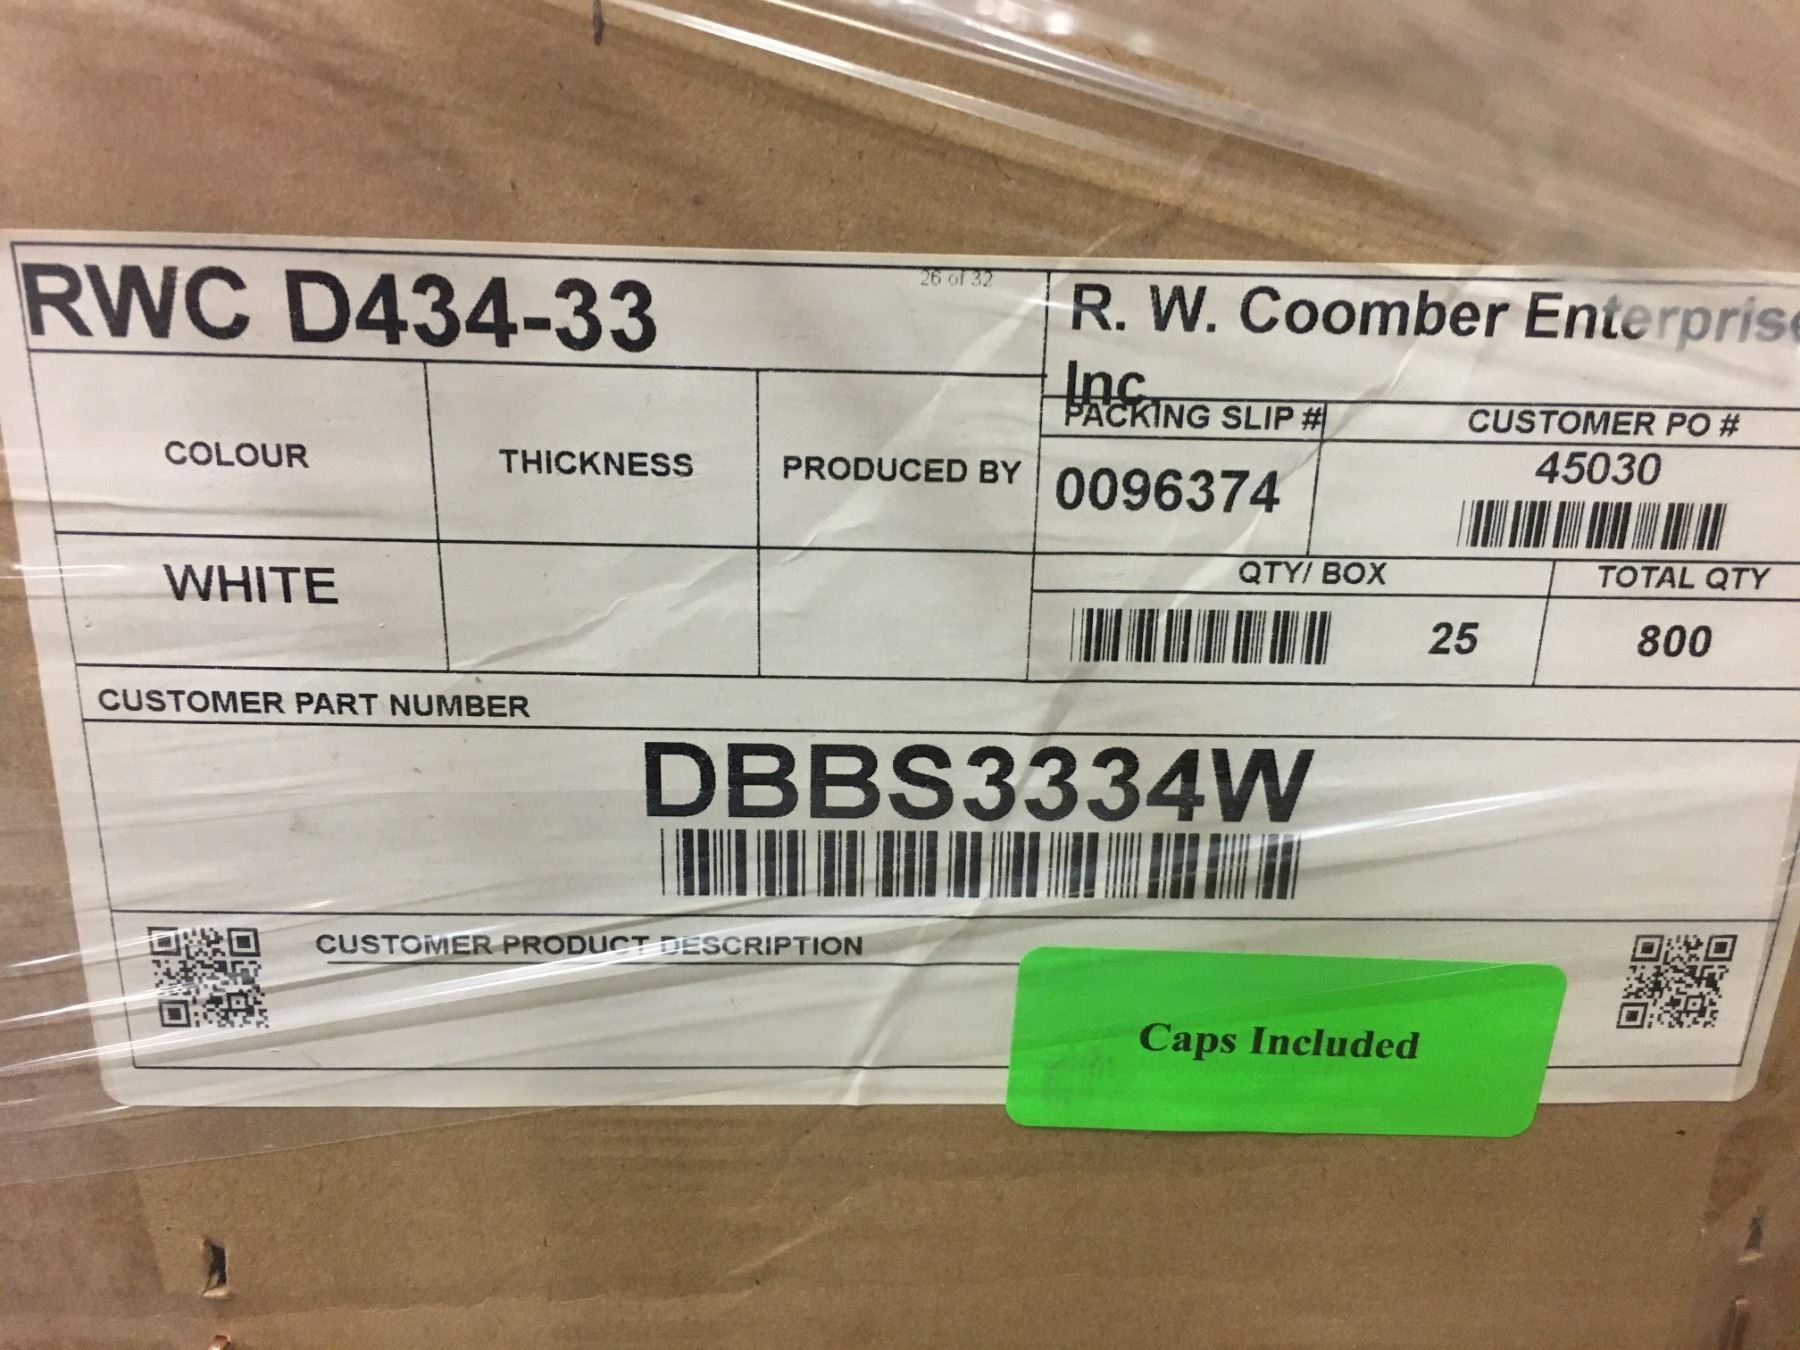 RWC D434-33
26 of 32
R. W. Coomber Enterprise
Inc.
PACKING SLIP #
CUSTOMER PO #
COLOUR
THICKNESS
PRODUCED BY
0096374
45030
WHITE
QTY/ BOX
TOTAL QTY
25
800
CUSTOMER PART NUMBER
DBBS3334W
CUSTOMER PRODUCT DESCRIPTION
Caps Included